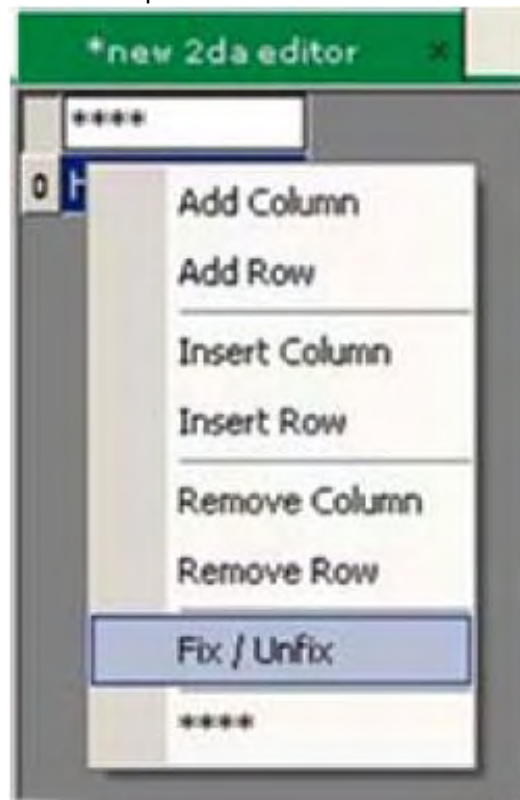 *new 2da editor ×
****
0
Add Column
Add Row
Insert Column
Insert Row
Remove Column
Remove Row
Fix / Unfix
****